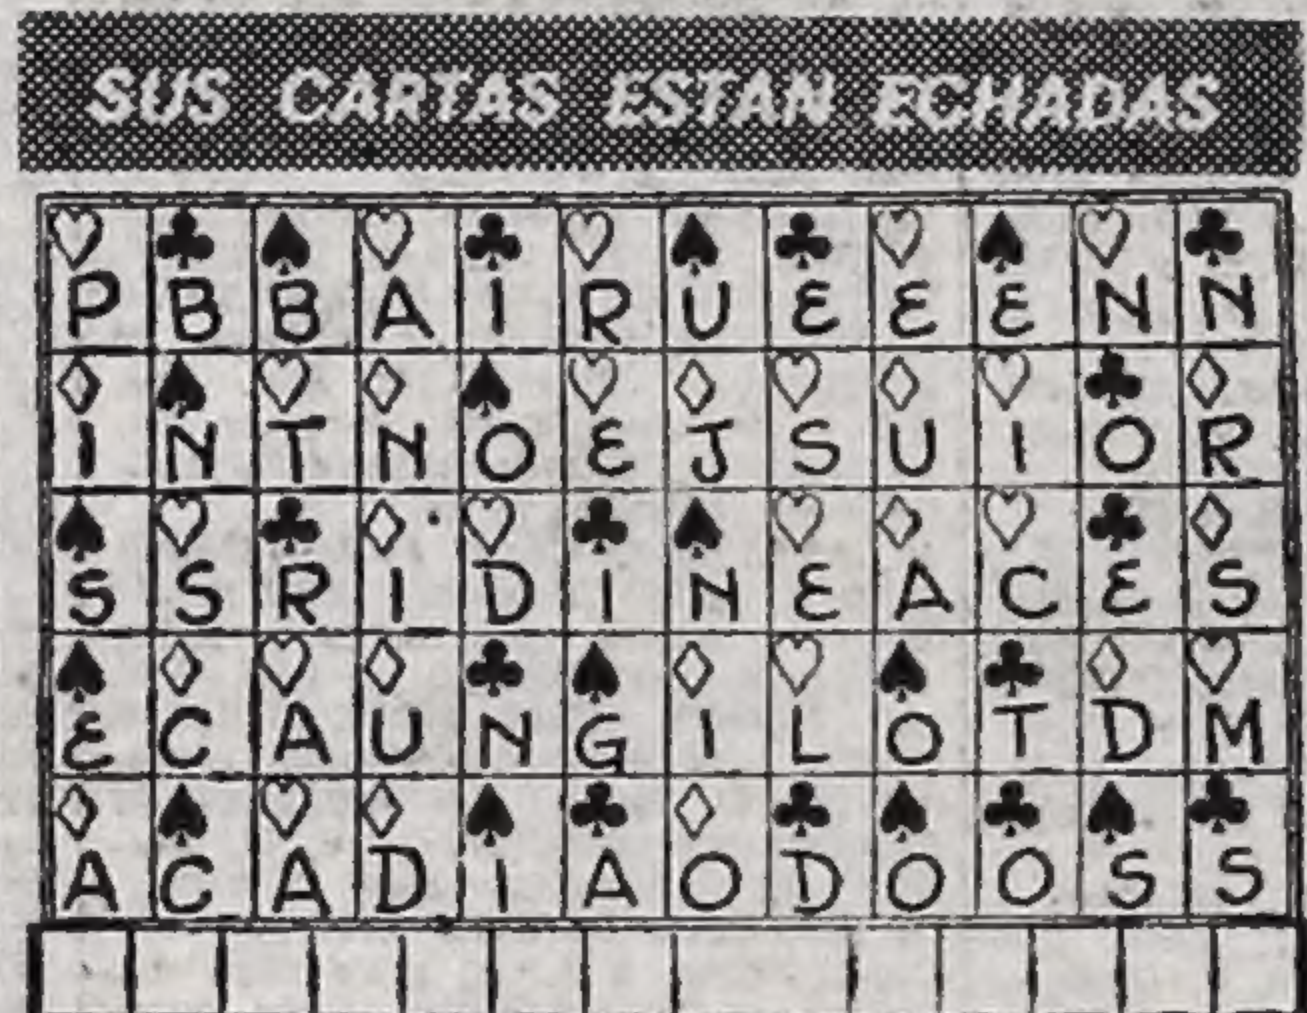 SUS CARTAS ESTAN ECHADAS
♡ ♣ ♠ ♡ ♣ ♡ ♠ ♣ ♡ ♠ ♡ ♣
P B B A I R U E E E N N
♢ ♠ ♡ ♢ ♠ ♡ ♢ ♡ ♢ ♡ ♣ ♢
I N T N O E J S U I O R
♠ ♡ ♣ ♢ ♡ ♣ ♠ ♡ ♢ ♡ ♣ ♢
S S R I D I N E A C E S
♠ ♢ ♡ ♢ ♣ ♠ ♢ ♡ ♠ ♣ ♢ ♡
E C A U N G I L O T D M
♢ ♠ ♡ ♢ ♠ ♣ ♢ ♣ ♠ ♣ ♠ ♣
A C A D I A O D O O S S